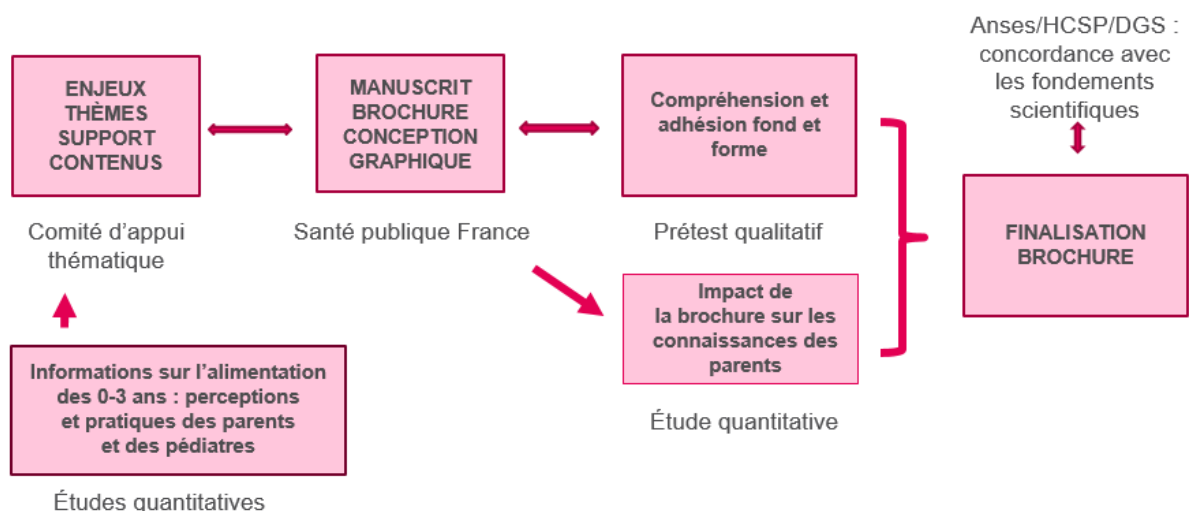 ENJEUX
THÈMES
SUPPORT
CONTENUS
Comité d’appui
thématique
Informations sur l’alimentation
des 0-3 ans : perceptions
et pratiques des parents
et des pédiatres
Études quantitatives
MANUSCRIT
BROCHURE
CONCEPTION
GRAPHIQUE
Santé publique France
Compréhension et
adhésion fond et
forme
Prétest qualitatif
Impact de
la brochure sur les
connaissances des
parents
Étude quantitative
Anses/HCSP/DGS :
concordance avec
les fondements
scientifiques
FINALISATION
BROCHURE